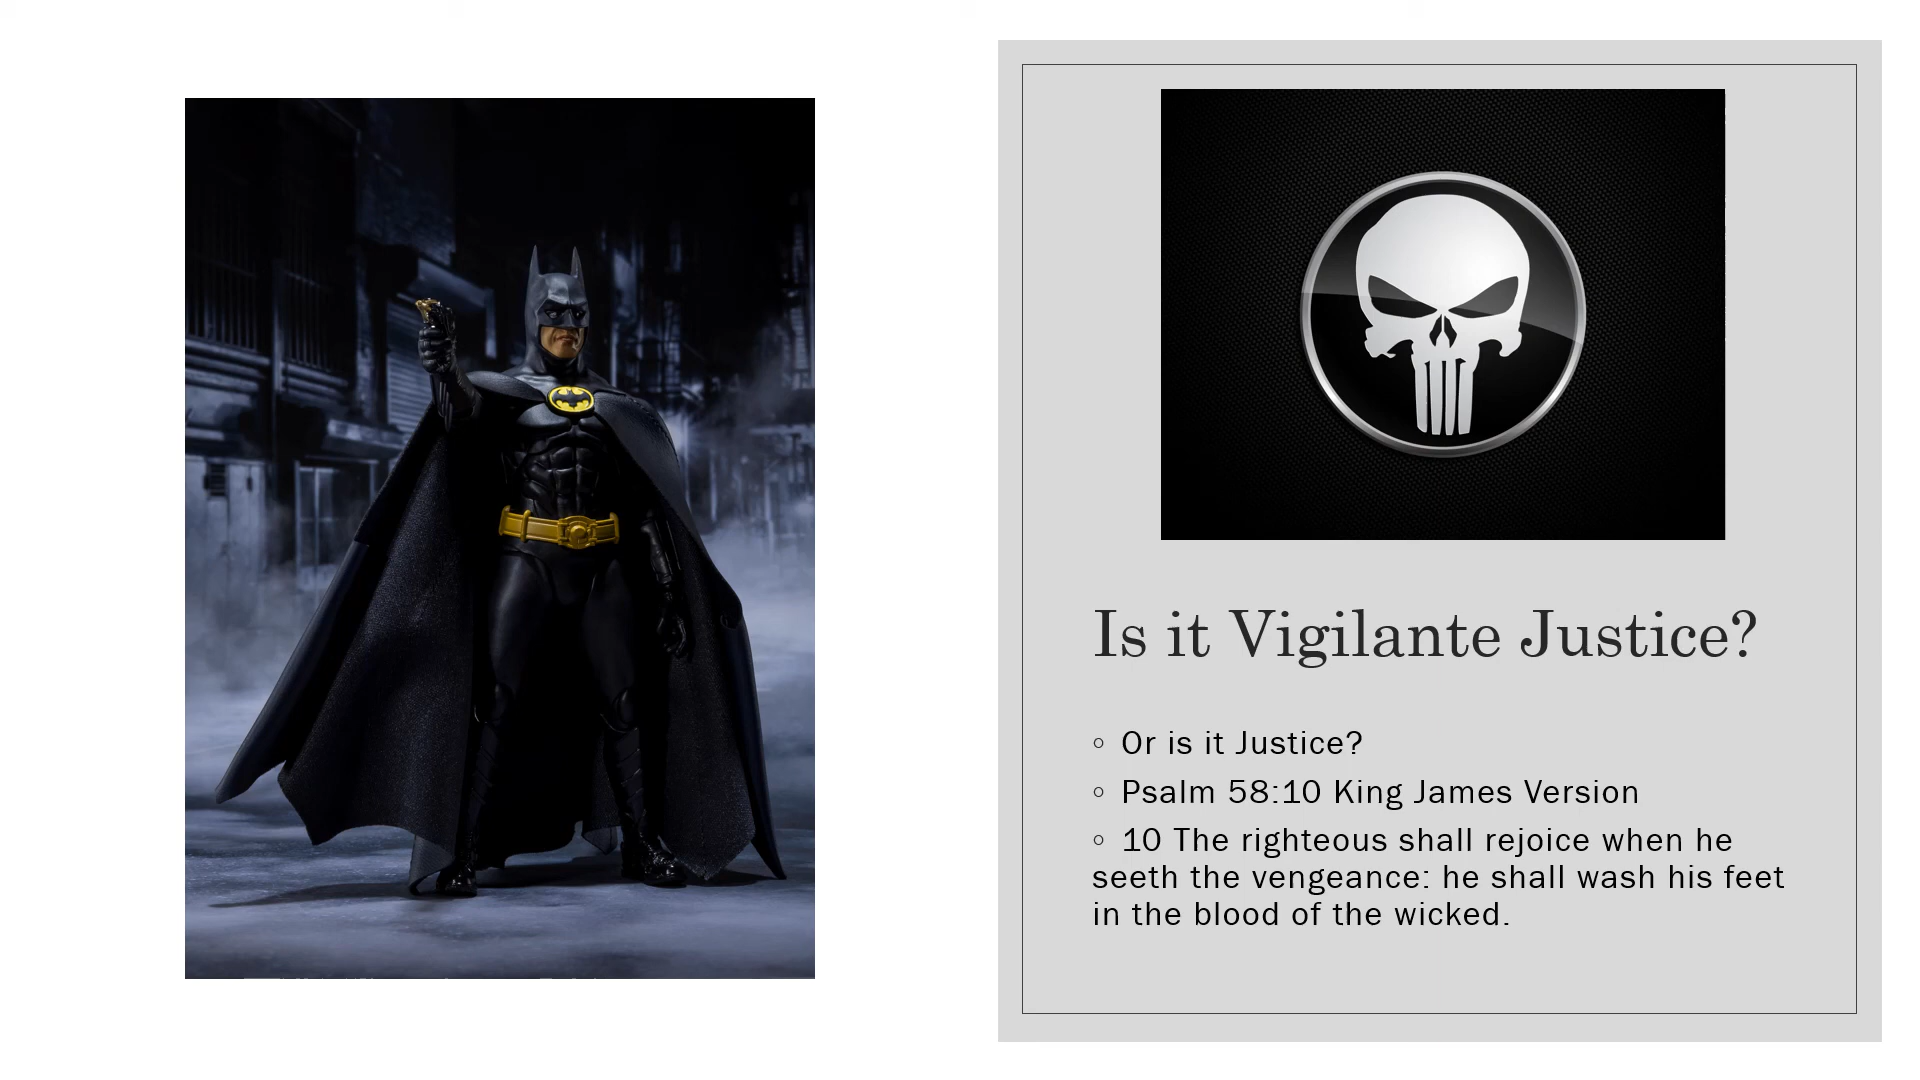 Is it Vigilante Justice?
◦ Or is it Justice?
◦ Psalm 58:10 King James Version
◦ 10 The righteous shall rejoice when he
seeth the vengeance: he shall wash his feet
in the blood of the wicked.